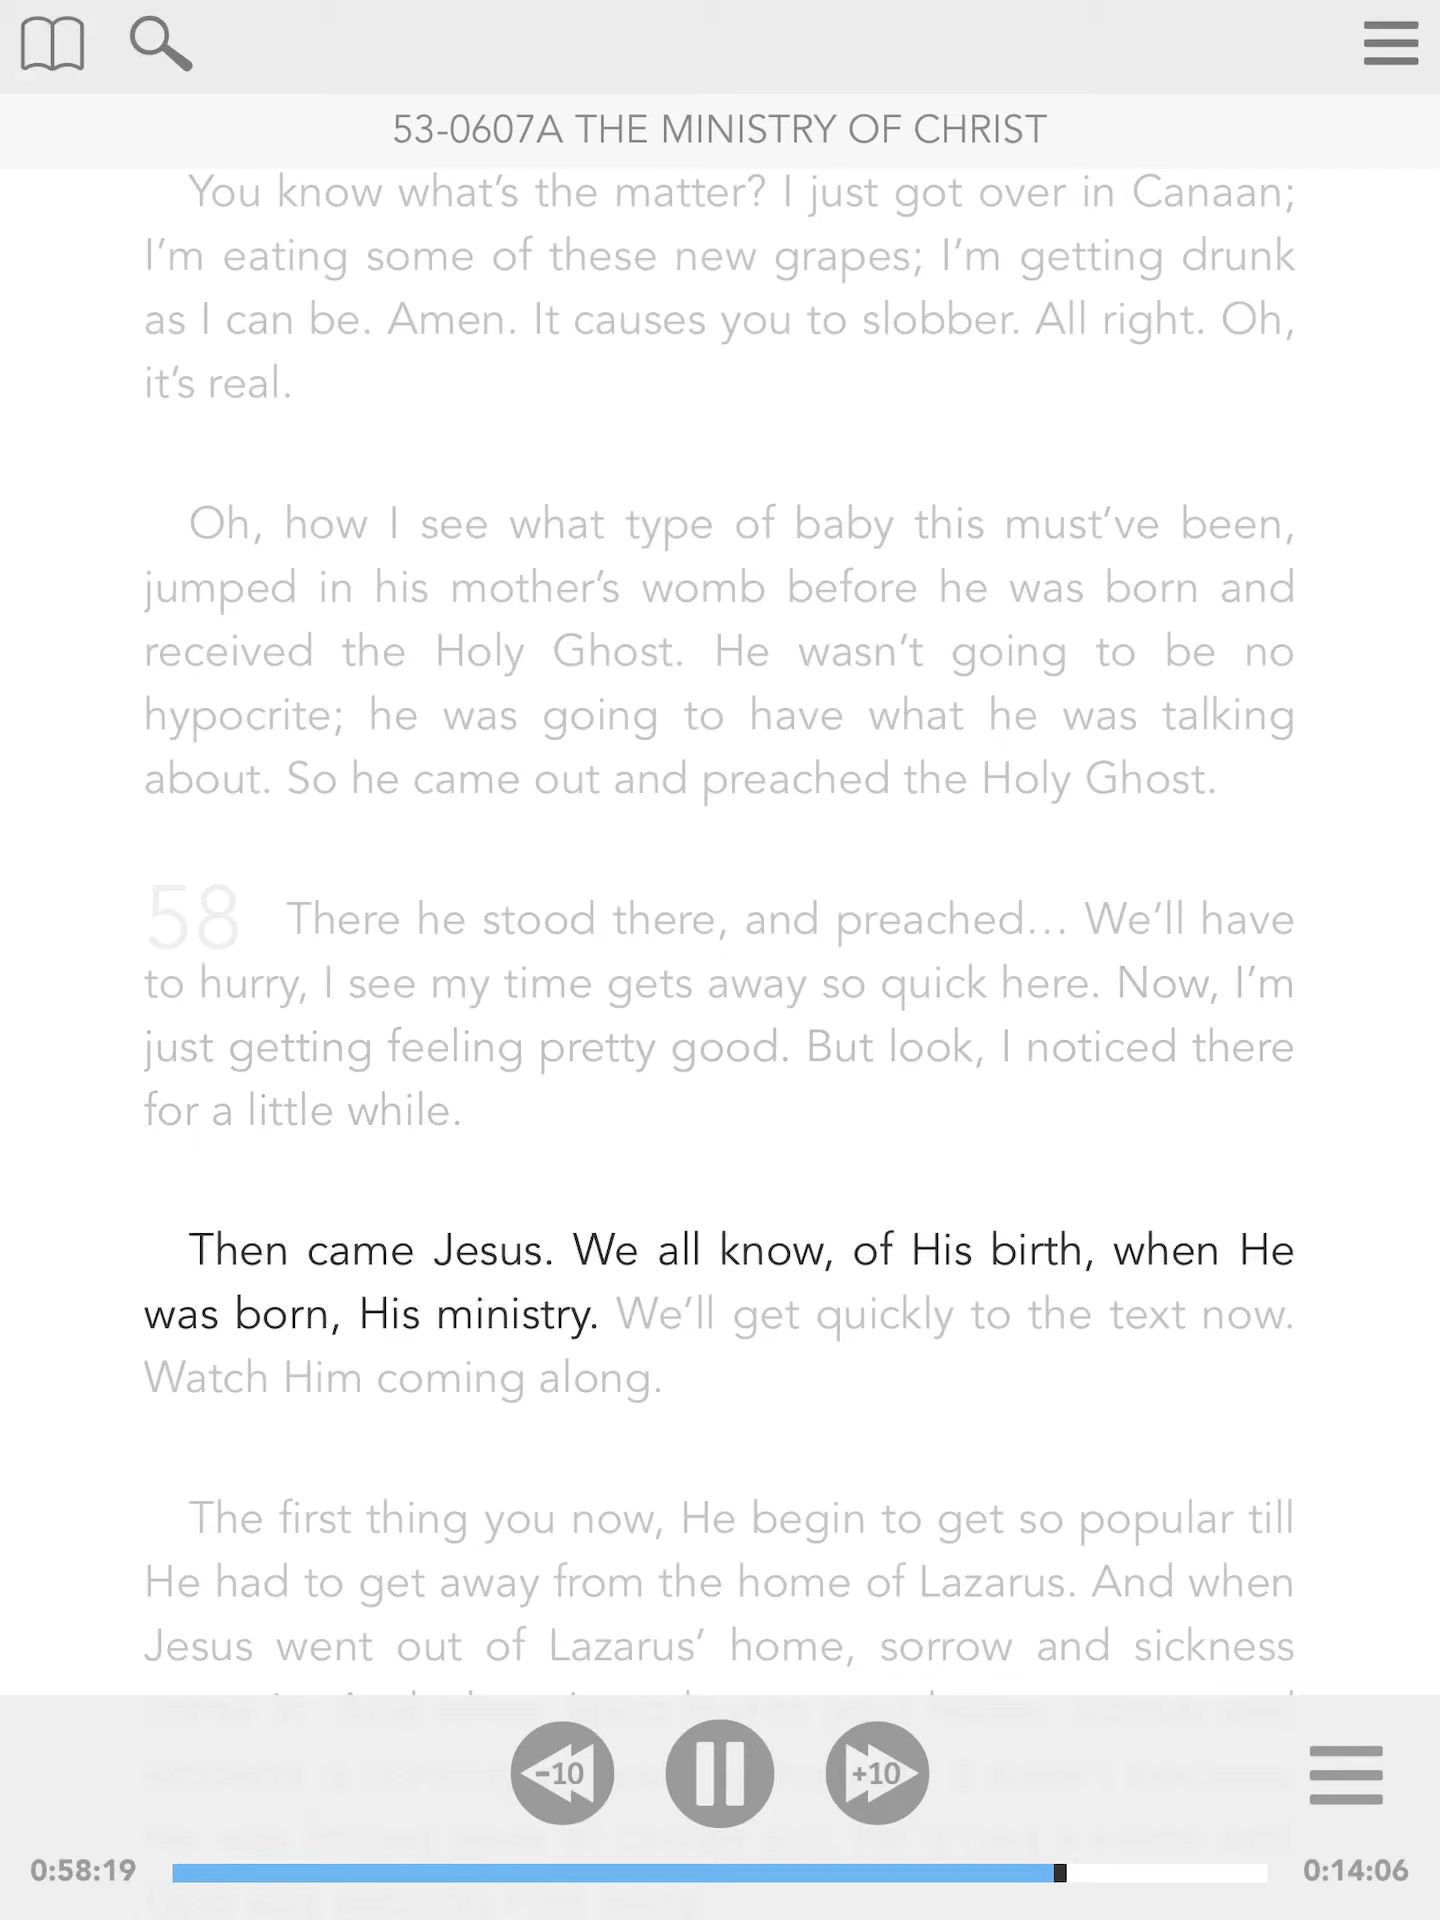 53-0607A THE MINISTRY OF CHRIST
You know what’s the matter? I just got over in Canaan;
I’m eating some of these new grapes; I’m getting drunk
as I can be. Amen. It causes you to slobber. All right. Oh,
it’s real.
Oh, how I see what type of baby this must’ve been,
jumped in his mother’s womb before he was born and
received the Holy Ghost. He wasn’t going to be no
hypocrite; he was going to have what he was talking
about. So he came out and preached the Holy Ghost.
58 There he stood there, and preached… We’ll have
to hurry, I see my time gets away so quick here. Now, I’m
just getting feeling pretty good. But look, I noticed there
for a little while.
Then came Jesus. We all know, of His birth, when He
was born, His ministry. We’ll get quickly to the text now.
Watch Him coming along.
The first thing you now, He begin to get so popular till
He had to get away from the home of Lazarus. And when
Jesus went out of Lazarus’ home, sorrow and sickness
-10 +10
0:58:19 0:14:06